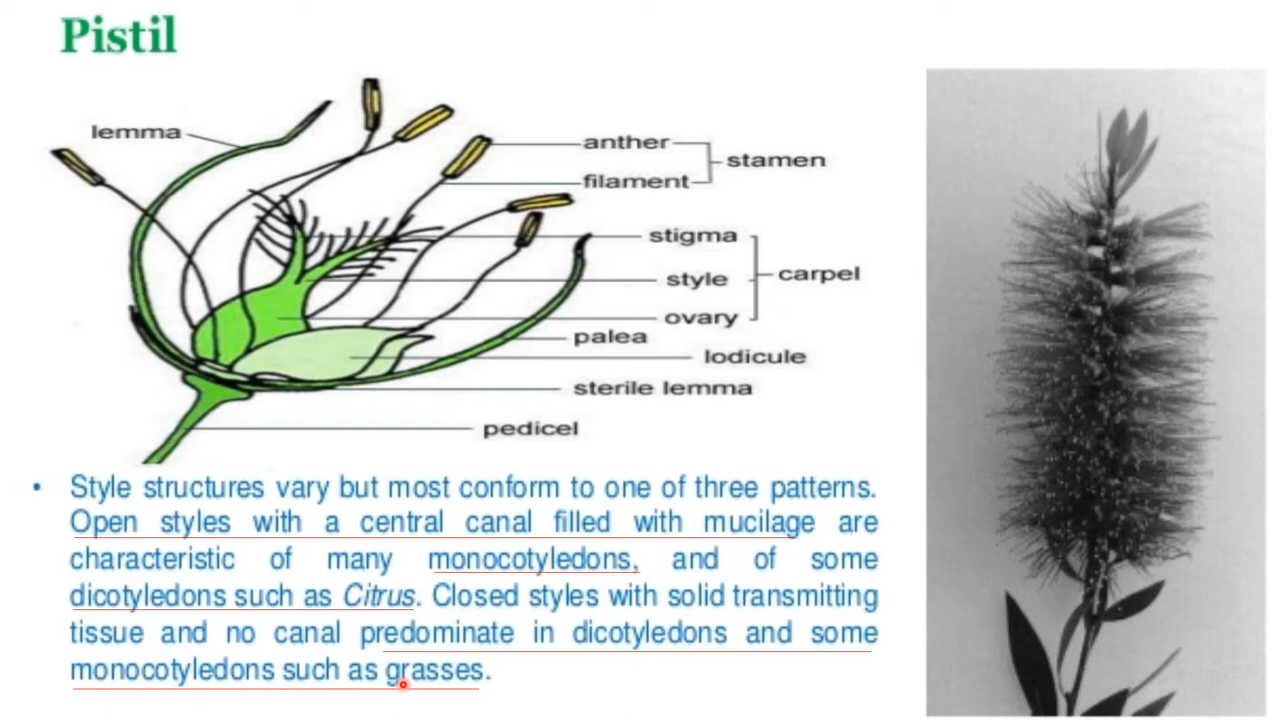 Pistil
lemma
anther
stamen
filament
stigma
style
carpel
ovary
palea
lodicule
sterile lemma
pedicel
• Style structures vary but most conform to one of three patterns.
Open styles with a central canal filled with mucilage are
characteristic of many monocotyledons, and of some
dicotyledons such as Citrus. Closed styles with solid transmitting
tissue and no canal predominate in dicotyledons and some
monocotyledons such as grasses.